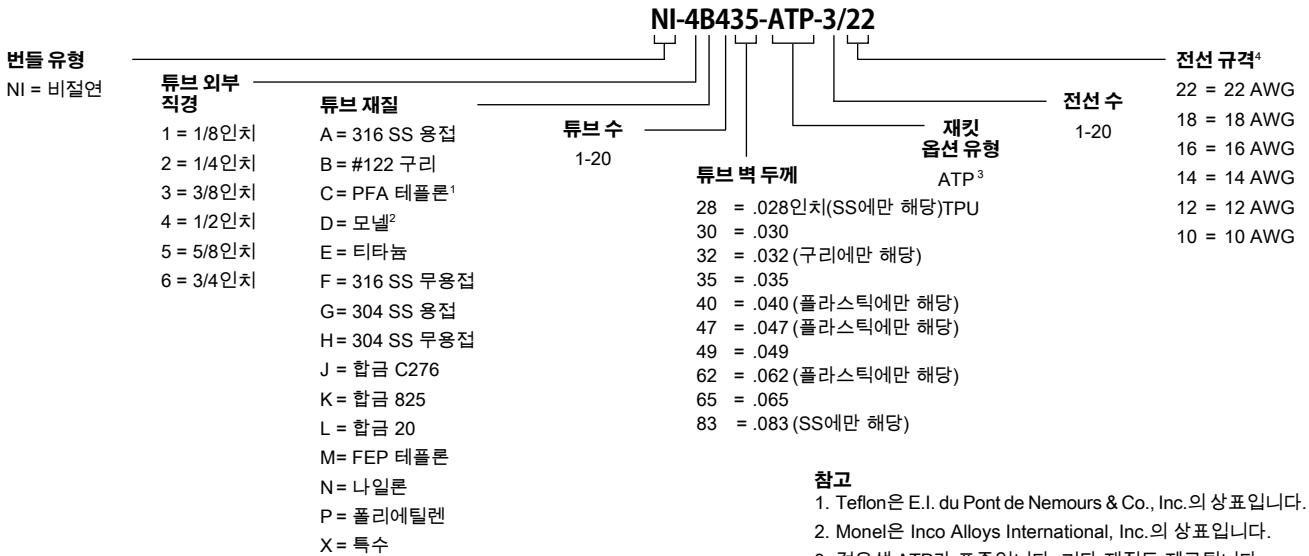 NI-4B435-ATP-3/22
번들 유형
NI = 비절연
튜브 외부
직경
1 = 1/8인치
2 = 1/4인치
3 = 3/8인치
4 = 1/2인치
5 = 5/8인치
6 = 3/4인치
튜브 재질
A = 316 SS 용접
B = #122 구리
C = PFA 테플론¹
D = 모넬²
E = 티타늄
F = 316 SS 무용접
G = 304 SS 용접
H = 304 SS 무용접
J = 합금 C276
K = 합금 825
L = 합금 20
M = FEP 테플론
N = 나일론
P = 폴리에틸렌
X = 특수
튜브 수
1-20
튜브 벽 두께
28 = .028인치(SS에만 해당)TPU
30 = .030
32 = .032 (구리에만 해당)
35 = .035
40 = .040 (플라스틱에만 해당)
47 = .047 (플라스틱에만 해당)
49 = .049
62 = .062 (플라스틱에만 해당)
65 = .065
83 = .083 (SS에만 해당)
재킷
옵션 유형
ATP ³
전선 수
1-20
전선 규격⁴
22 = 22 AWG
18 = 18 AWG
16 = 16 AWG
14 = 14 AWG
12 = 12 AWG
10 = 10 AWG
참고
1. Teflon은 E.I. du Pont de Nemours & Co., Inc.의 상표입니다.
2. Monel은 Inco Alloys International, Inc.의 상표입니다.